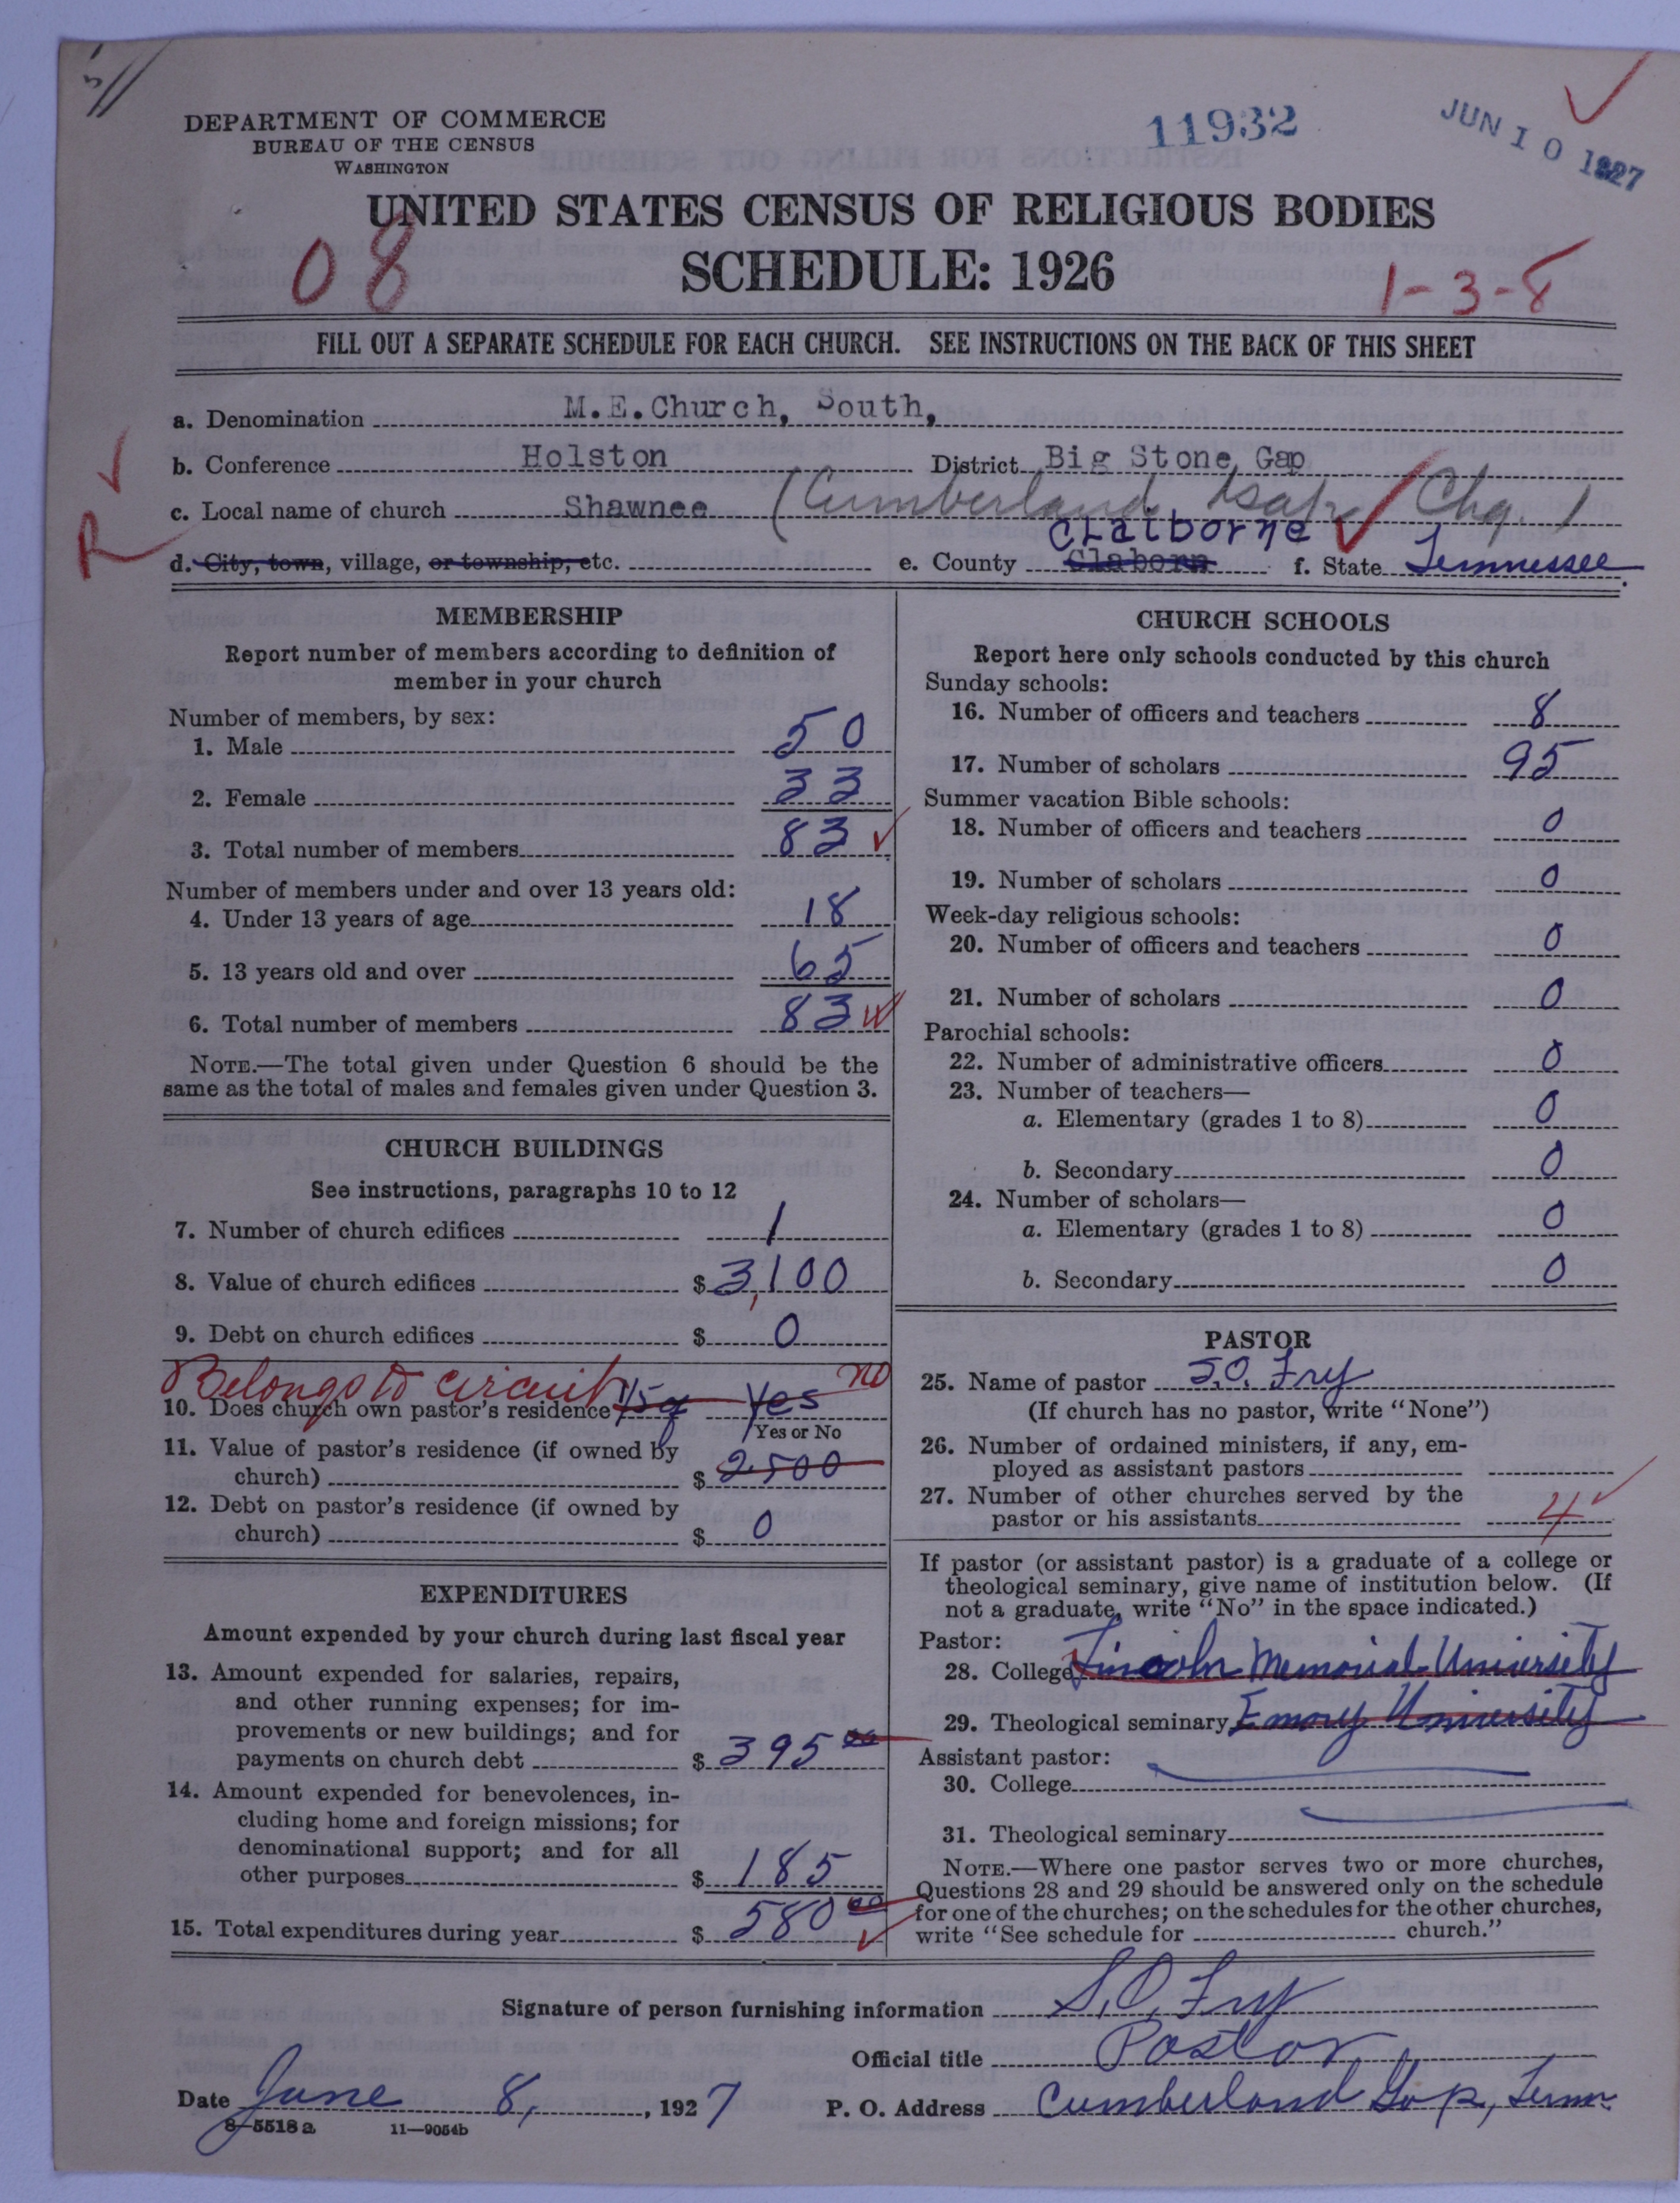 DEPARTMENT OF COMMERCE
BUREAU OF THE CENSUS
WASHINGTON
11932
JUN 10 1927
UNITED STATES CENSUS OF RELIGIOUS BODIES
08
SCHEDULE: 1926
1-3-8
FILL OUT A SEPARATE SCHEDULE FOR EACH CHURCH. SEE INSTRUCTIONS ON THE BACK OF THIS SHEET
a. Denomination M.E.Church, South,
b. Conference Holston District Big Stone Gap
c. Local name of church Shawnee (Cumberland Gap Chg.)
R
Claiborne
d. City, town, village, or township, etc. e. County Claborn f. State Tennessee
MEMBERSHIP
Report number of members according to definition of
member in your church
Number of members, by sex:
1. Male 50
2. Female 33
3. Total number of members 83
Number of members under and over 13 years old:
4. Under 13 years of age 18
5. 13 years old and over 65
6. Total number of members 83
NOTE.—The total given under Question 6 should be the
same as the total of males and females given under Question 3.
CHURCH BUILDINGS
See instructions, paragraphs 10 to 12
7. Number of church edifices 1
8. Value of church edifices $3,100
9. Debt on church edifices $0
Belongs to circuit no
10. Does church own pastor's residence Yes
Yes or No
11. Value of pastor's residence (if owned by
church) $2500
12. Debt on pastor's residence (if owned by
church) $0
EXPENDITURES
Amount expended by your church during last fiscal year
13. Amount expended for salaries, repairs,
and other running expenses; for im-
provements or new buildings; and for
payments on church debt $395 00
14. Amount expended for benevolences, in-
cluding home and foreign missions; for
denominational support; and for all
other purposes $185
15. Total expenditures during year $580 00
CHURCH SCHOOLS
Report here only schools conducted by this church
Sunday schools:
16. Number of officers and teachers 8
17. Number of scholars 95
Summer vacation Bible schools:
18. Number of officers and teachers 0
19. Number of scholars 0
Week-day religious schools:
20. Number of officers and teachers 0
21. Number of scholars 0
Parochial schools:
22. Number of administrative officers 0
23. Number of teachers—
a. Elementary (grades 1 to 8) 0
b. Secondary 0
24. Number of scholars—
a. Elementary (grades 1 to 8) 0
b. Secondary 0
PASTOR
25. Name of pastor S.O. Fry
(If church has no pastor, write "None")
26. Number of ordained ministers, if any, em-
ployed as assistant pastors
27. Number of other churches served by the
pastor or his assistants 4
If pastor (or assistant pastor) is a graduate of a college or
theological seminary, give name of institution below. (If
not a graduate, write "No" in the space indicated.)
Pastor:
28. College Lincoln Memorial University
29. Theological seminary Emory University
Assistant pastor:
30. College
31. Theological seminary
NOTE.—Where one pastor serves two or more churches,
Questions 28 and 29 should be answered only on the schedule
for one of the churches; on the schedules for the other churches,
write "See schedule for church."
Signature of person furnishing information S.O. Fry
Official title Pastor
Date June 8, 1927 P. O. Address Cumberland Gap, Tenn.
8-5518a 11—9054b